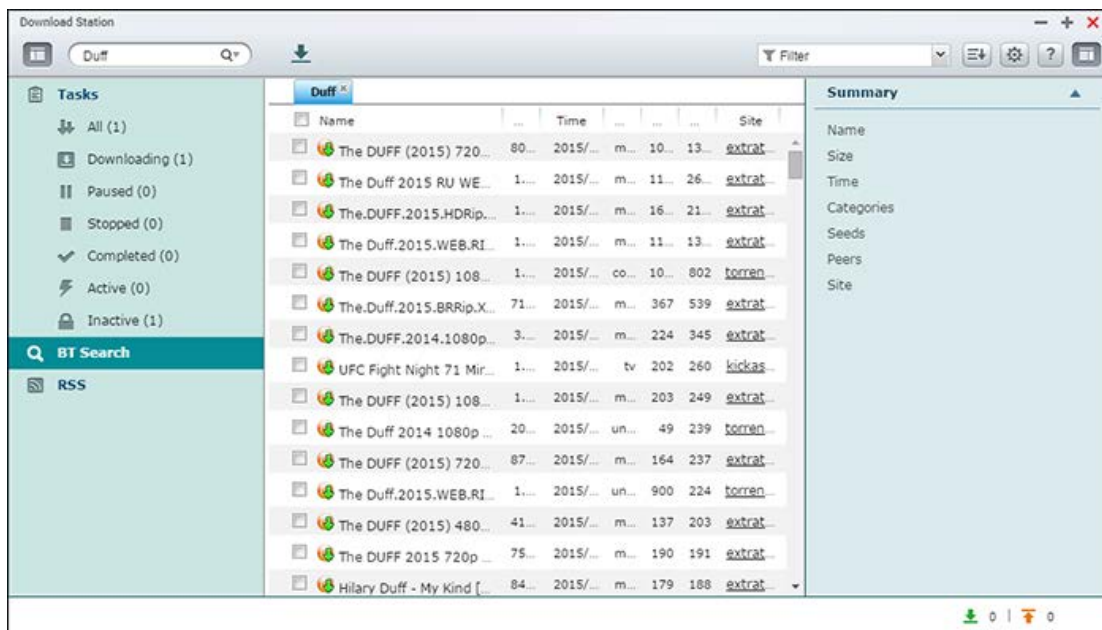 Download Station
Duff
Filter
?
Tasks
All (1)
Downloading (1)
Paused (0)
Stopped (0)
Completed (0)
Active (0)
Inactive (1)
BT Search
RSS
Duff
Name ... Time ... ... ... Site
The DUFF (2015) 720... 80... 2015/... m... 10... 13... extrat...
The Duff 2015 RU WE... 1.... 2015/... m... 11... 26... extrat...
The.DUFF.2015.HDRip.... 1.... 2015/... m... 16... 21... extrat...
The Duff.2015.WEB.RI... 1.... 2015/... m... 11... 13... extrat...
The DUFF (2015) 108... 1.... 2015/... co... 10... 802 torren...
The.Duff.2015.BRRip.X... 71... 2015/... m... 367 539 extrat...
The.DUFF.2014.1080p... 3.... 2015/... m... 224 345 extrat...
UFC Fight Night 71 Mir... 1.... 2015/... tv 202 260 kickas...
The DUFF (2015) 108... 1.... 2015/... m... 203 249 extrat...
The Duff 2014 1080p ... 20... 2015/... un... 49 239 torren...
The DUFF (2015) 720... 87... 2015/... m... 164 237 extrat...
The Duff.2015.WEB.RI... 1.... 2015/... un... 900 224 torren...
The DUFF (2015) 480... 41... 2015/... m... 137 203 extrat...
The DUFF 2015 720p ... 75... 2015/... m... 190 191 extrat...
Hilary Duff - My Kind [... 84... 2015/... m... 179 188 extrat...
Summary
Name
Size
Time
Categories
Seeds
Peers
Site
0 | 0